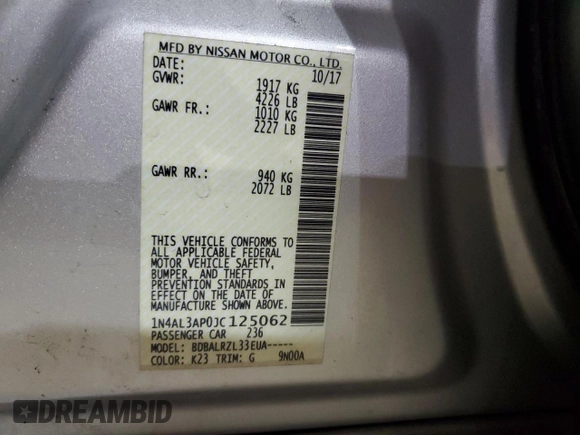 MFD BY NISSAN MOTOR CO., LTD.
DATE: 10/17
GVWR: 1917 KG
4226 LB
GAWR FR.: 1010 KG
2227 LB
GAWR RR.: 940 KG
2072 LB
THIS VEHICLE CONFORMS TO
ALL APPLICABLE FEDERAL
MOTOR VEHICLE SAFETY,
BUMPER, AND THEFT
PREVENTION STANDARDS IN
EFFECT ON THE DATE OF
MANUFACTURE SHOWN ABOVE.
1N4AL3AP0JC125062
PASSENGER CAR 236
MODEL: BDBALRZL33EUA-----
COLOR: K23 TRIM: G 9N00A
DREAMBID